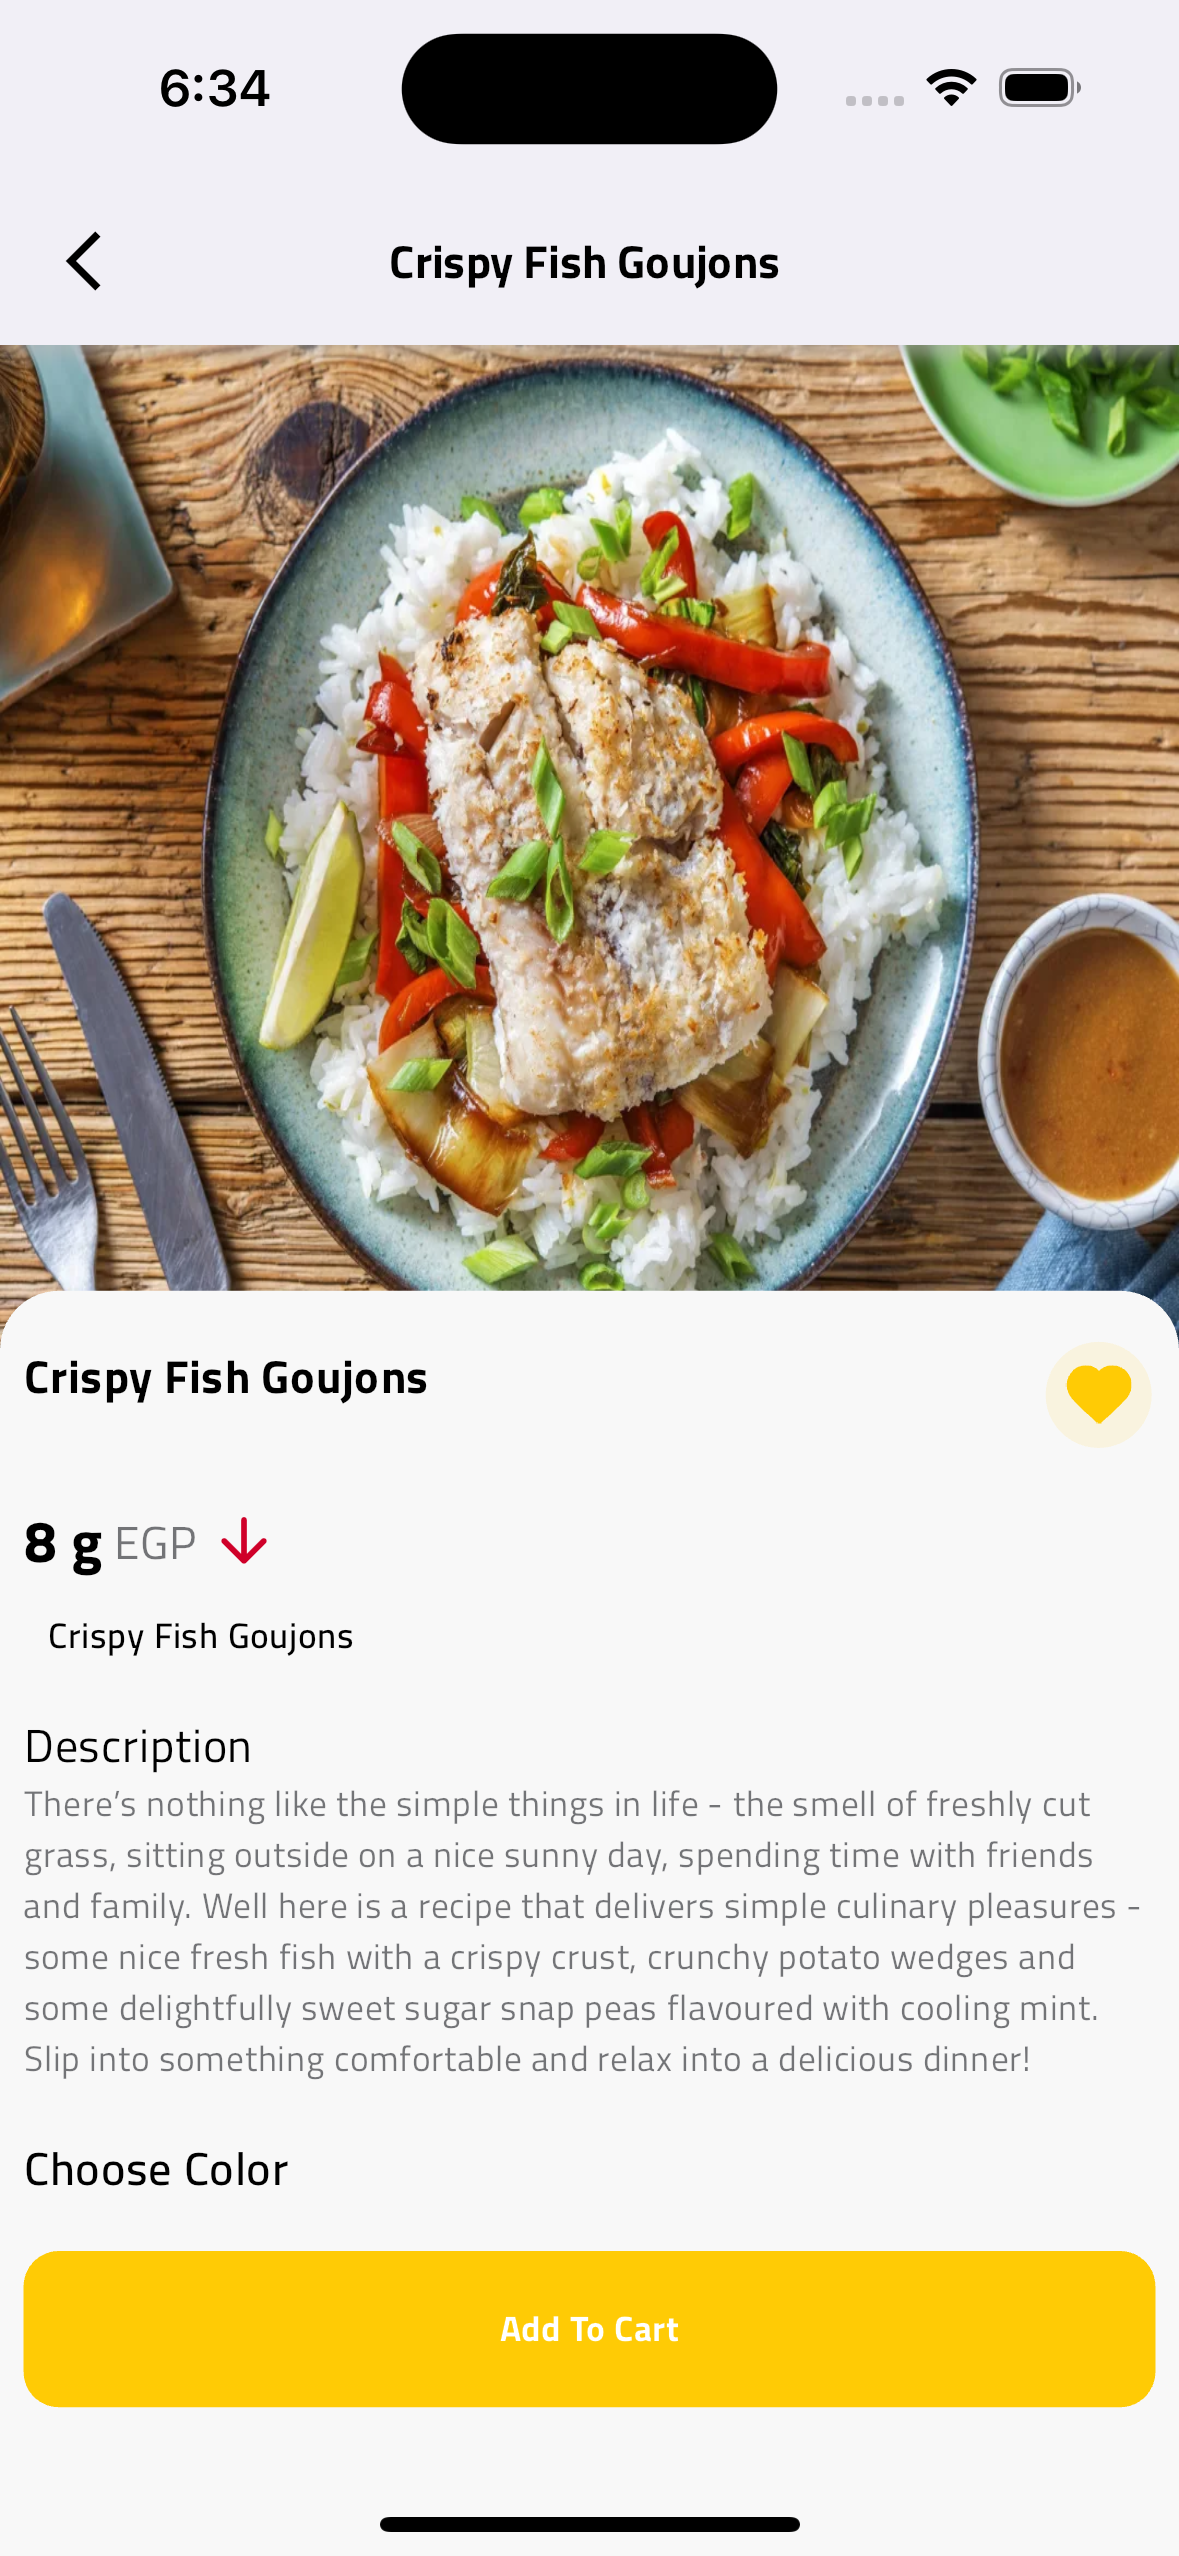 6:34
Crispy Fish Goujons
Crispy Fish Goujons
8 g EGP
Crispy Fish Goujons
Description
There’s nothing like the simple things in life - the smell of freshly cut
grass, sitting outside on a nice sunny day, spending time with friends
and family. Well here is a recipe that delivers simple culinary pleasures -
some nice fresh fish with a crispy crust, crunchy potato wedges and
some delightfully sweet sugar snap peas flavoured with cooling mint.
Slip into something comfortable and relax into a delicious dinner!
Choose Color
Add To Cart